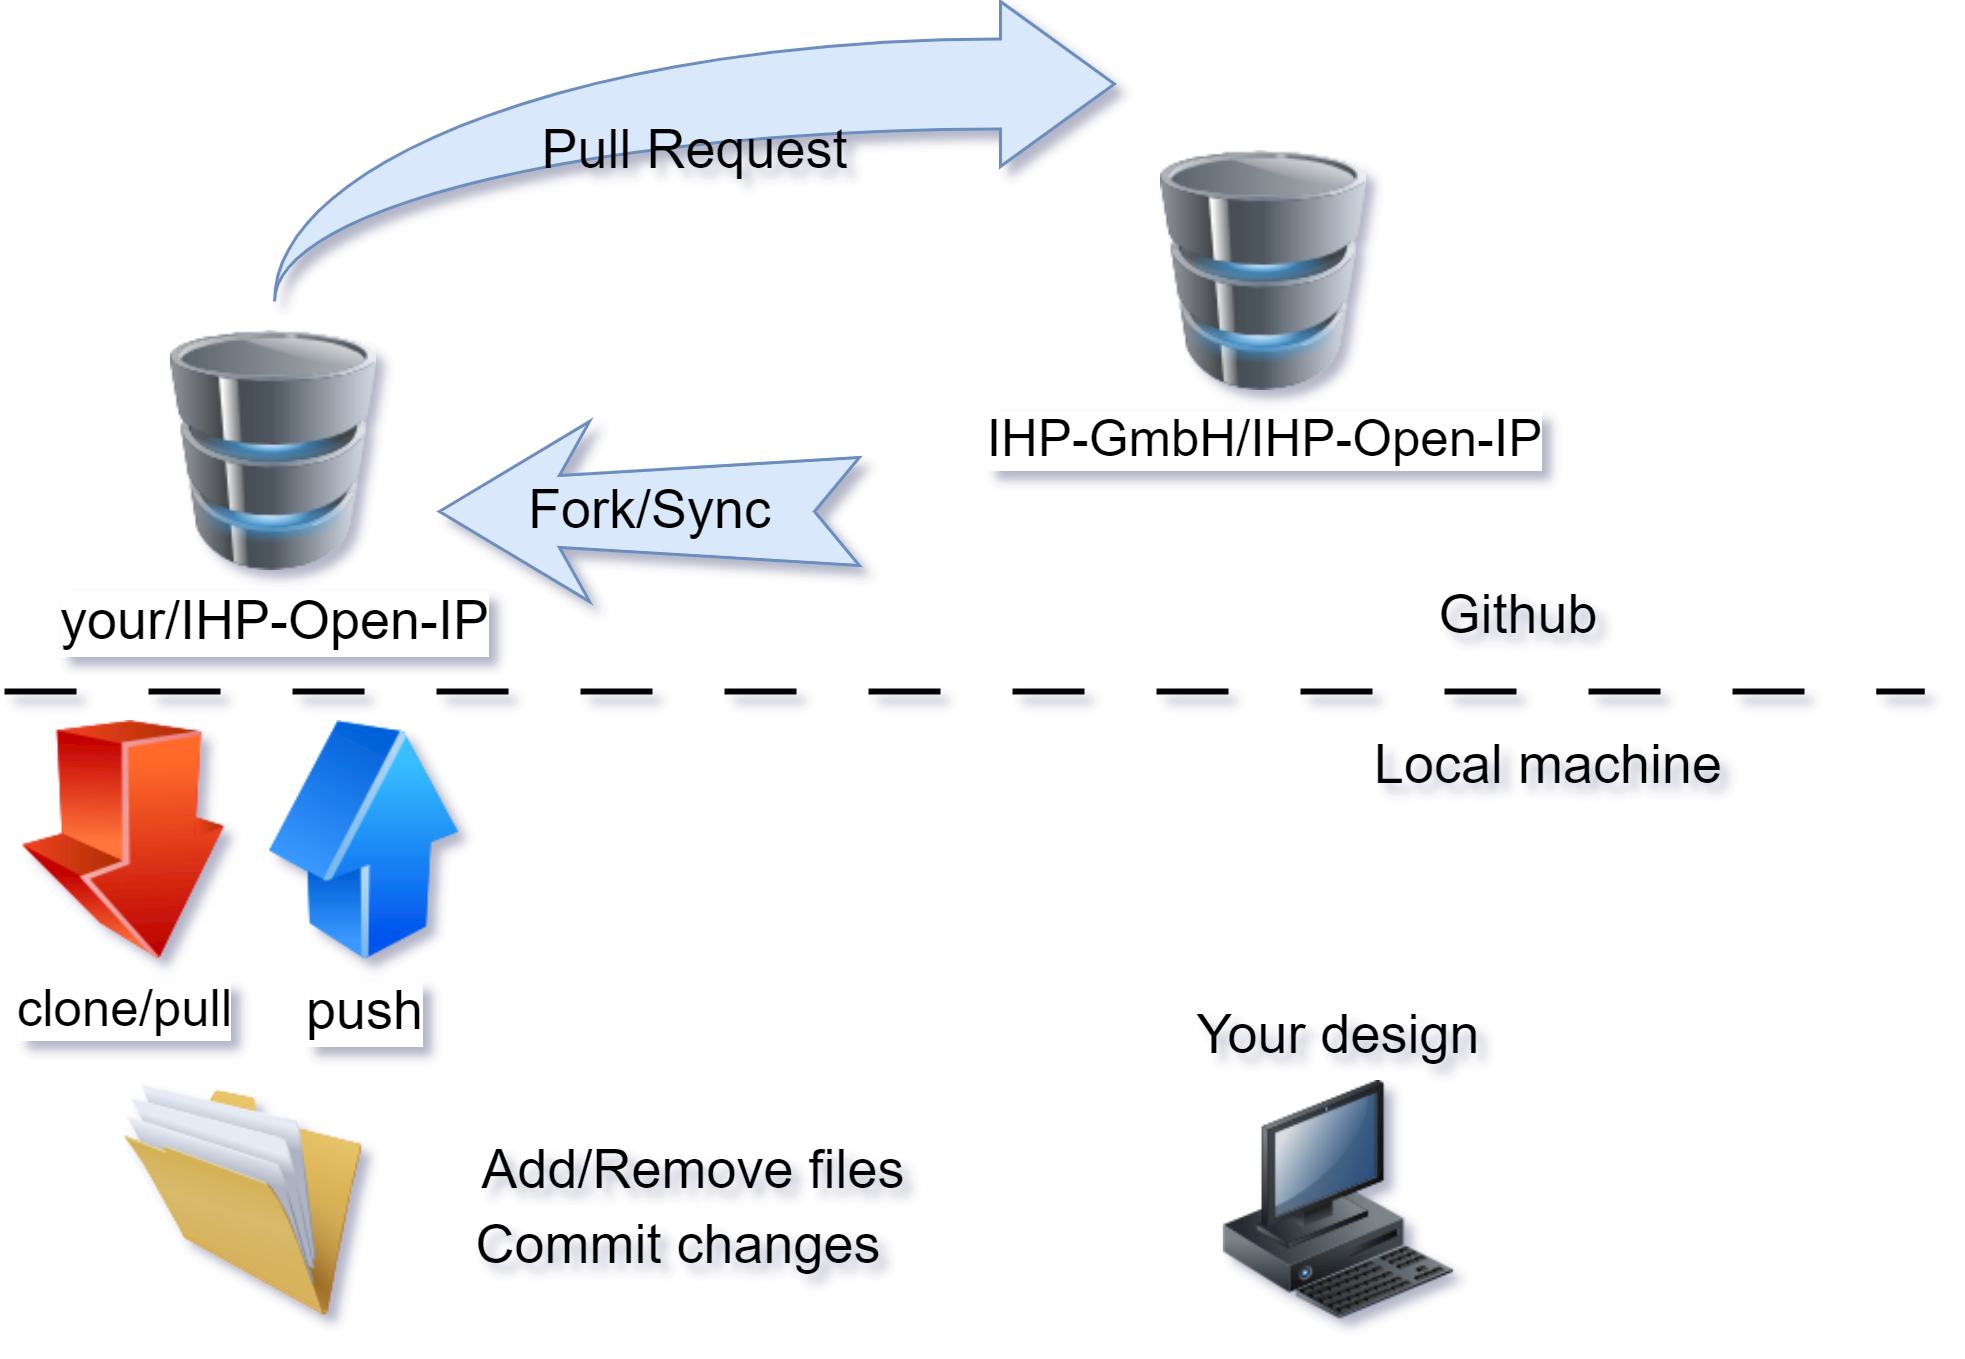 Pull Request
IHP-GmbH/IHP-Open-IP
Fork/Sync
your/IHP-Open-IP
Github
Local machine
clone/pull
push
Your design
Add/Remove files
Commit changes